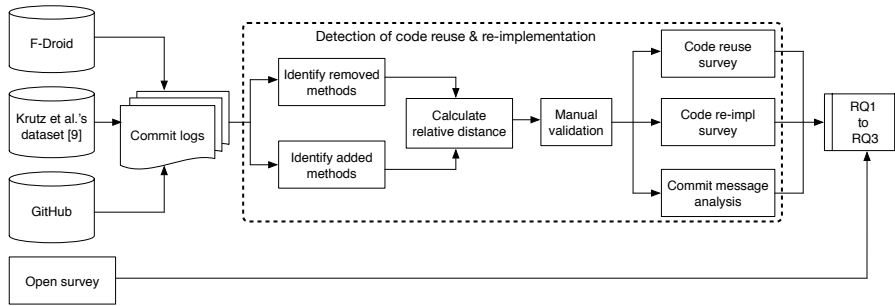 F-Droid
Krutz et al.'s
dataset [9]
GitHub
Open survey
Commit logs
Detection of code reuse & re-implementation
Identify removed
methods
Identify added
methods
Calculate
relative distance
Manual
validation
Code reuse
survey
Code re-impl
survey
Commit message
analysis
RQ1
to
RQ3